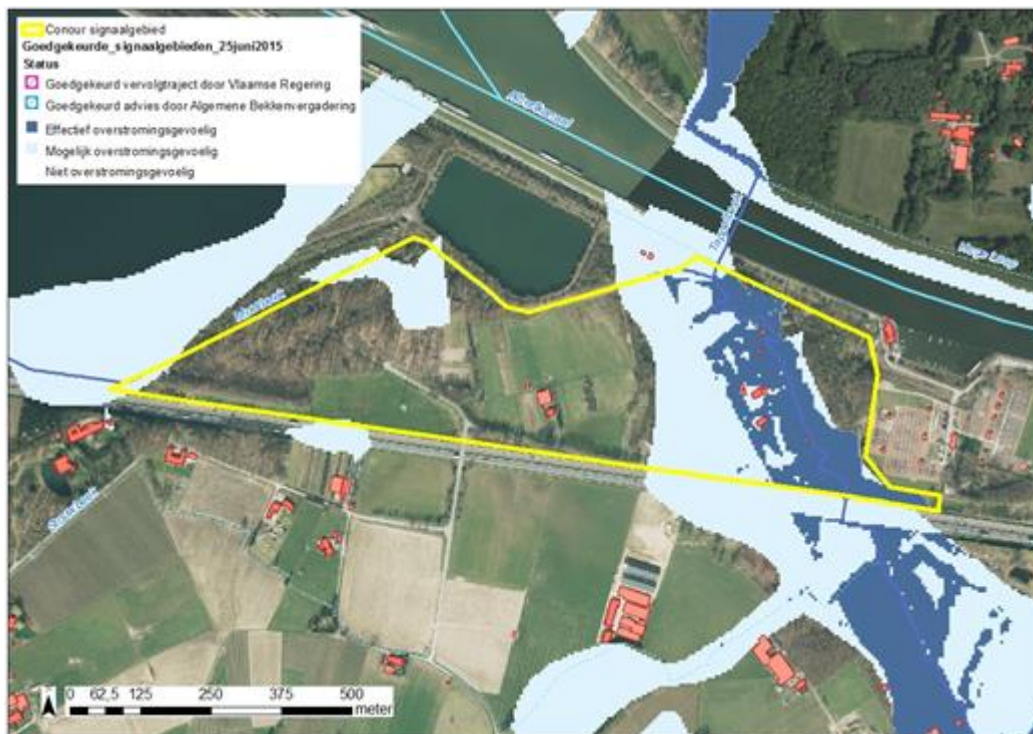 Conour signaalgebied
Goedgekeurde_signaalgebieden_25juni2015
Status
Goedgekeurd vervolgtraject door Vlaamse Regering
Goedgekeurd advies door Algemene Bekkenvergadering
Effectief overstromingsgevoelig
Mogelijk overstromingsgevoelig
Niet overstromingsgevoelig
0 62,5 125 250 375 500
meter